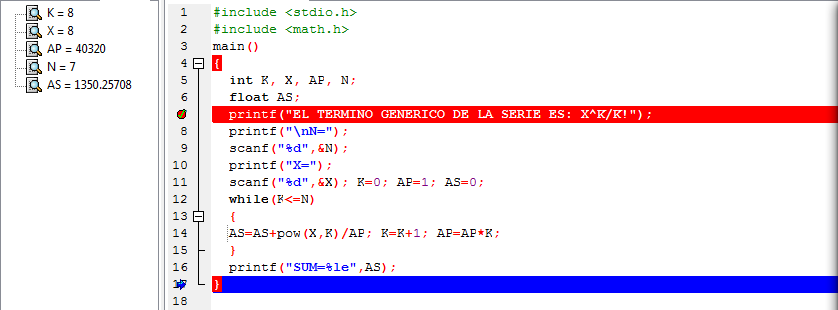 K = 8
X = 8
AP = 40320
N = 7
AS = 1350.25708
1 #include <stdio.h>
2 #include <math.h>
3 main()
4 {
5 int K, X, AP, N;
6 float AS;
printf("EL TERMINO GENERICO DE LA SERIE ES: X^K/K!");
8 printf("\nN=");
9 scanf("%d",&N);
10 printf("X=");
11 scanf("%d",&X); K=0; AP=1; AS=0;
12 while(K<=N)
13 {
14 AS=AS+pow(X,K)/AP; K=K+1; AP=AP*K;
15 }
16 printf("SUM=%le",AS);
17 }
18